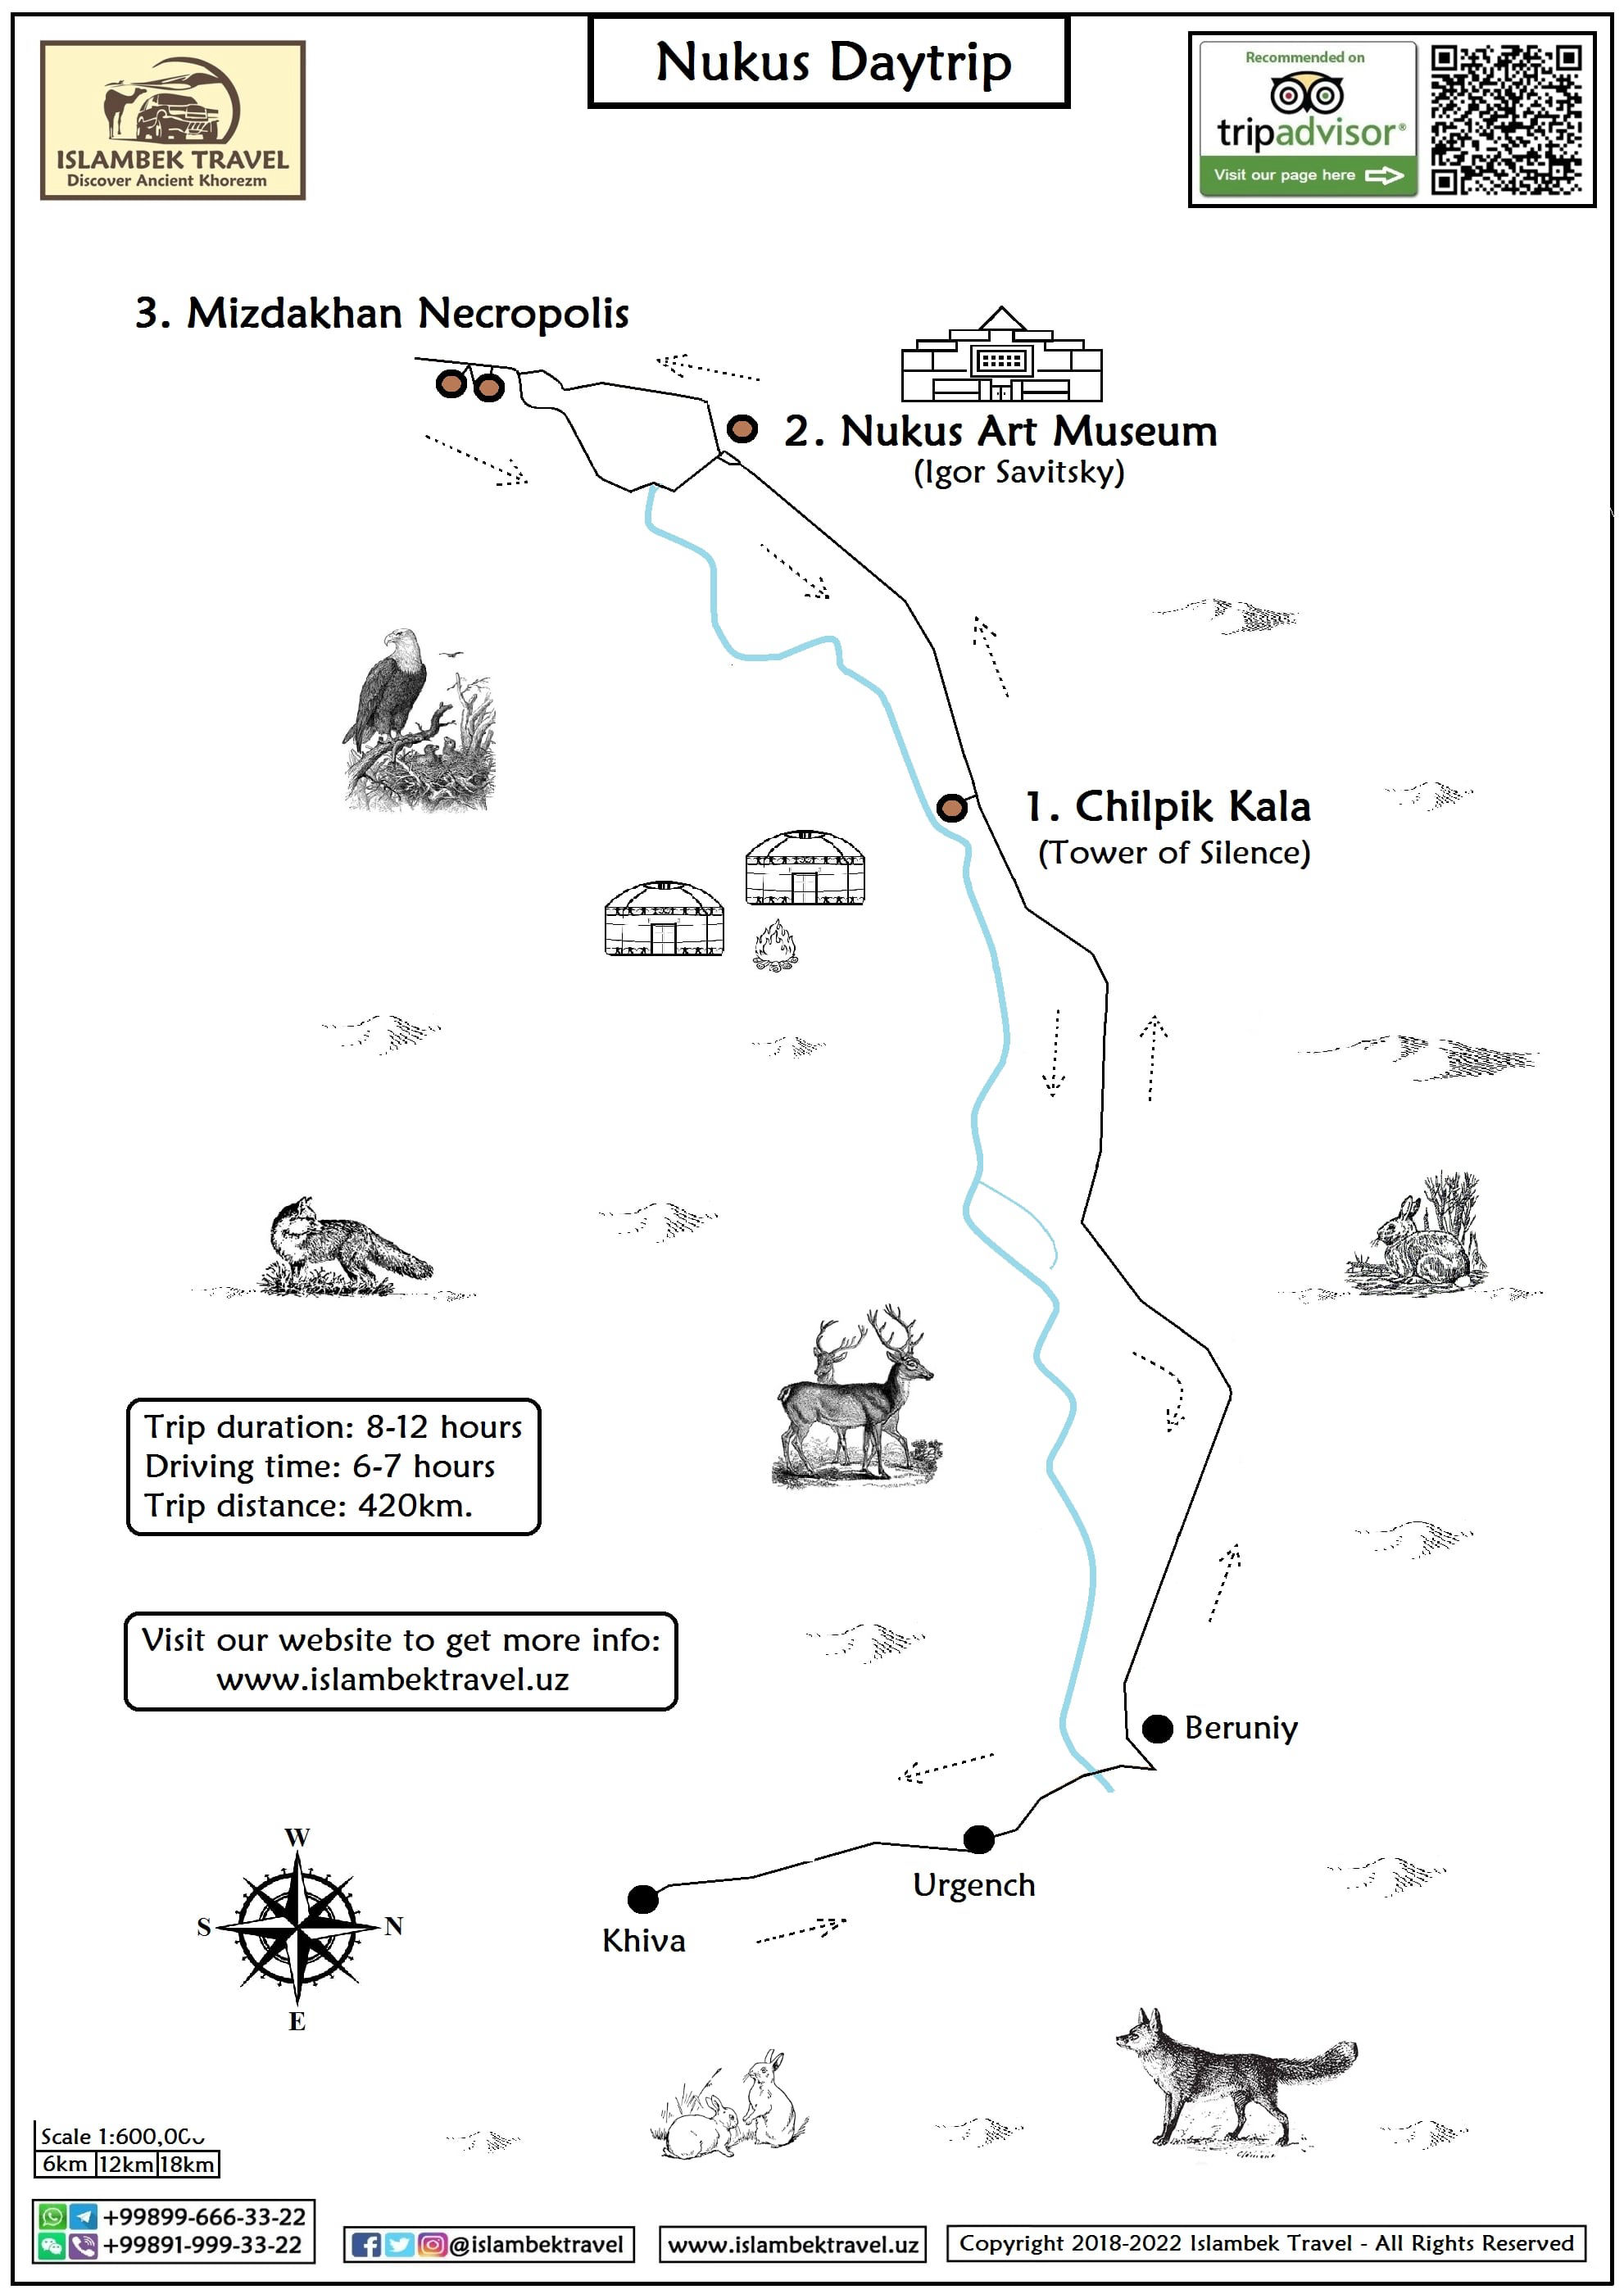 Nukus Daytrip
ISLAMBEK TRAVEL
Discover Ancient Khorezm
Recommended on
tripadvisor®
Visit our page here
3. Mizdakhan Necropolis
2. Nukus Art Museum
(Igor Savitsky)
1. Chilpik Kala
(Tower of Silence)
Trip duration: 8-12 hours
Driving time: 6-7 hours
Trip distance: 420km.
Visit our website to get more info:
www.islambektravel.uz
Beruniy
Urgench
Khiva
W
S
N
E
Scale 1:600,000
6km 12km 18km
+99899-666-33-22
+99891-999-33-22
@islambektravel
www.islambektravel.uz
Copyright 2018-2022 Islambek Travel - All Rights Reserved